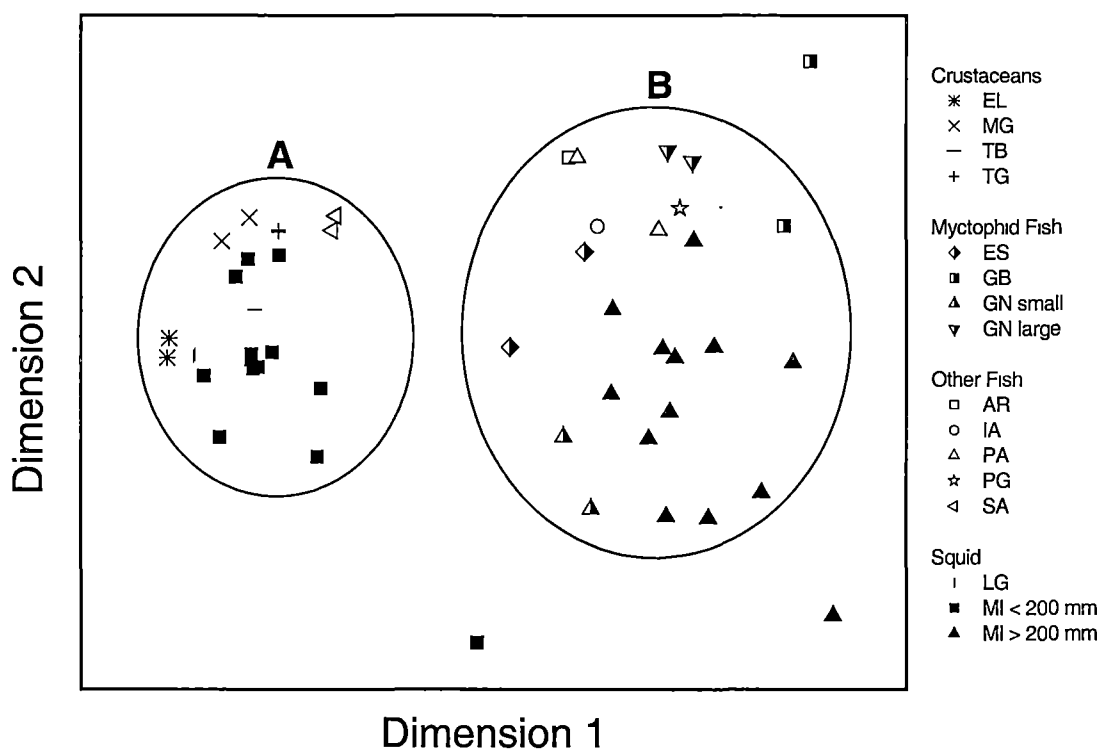 A
B
Dimension 2
Dimension 1
Crustaceans
EL
MG
TB
TG
Myctophid Fish
ES
GB
GN small
GN large
Other Fish
AR
IA
PA
PG
SA
Squid
LG
MI < 200 mm
MI > 200 mm